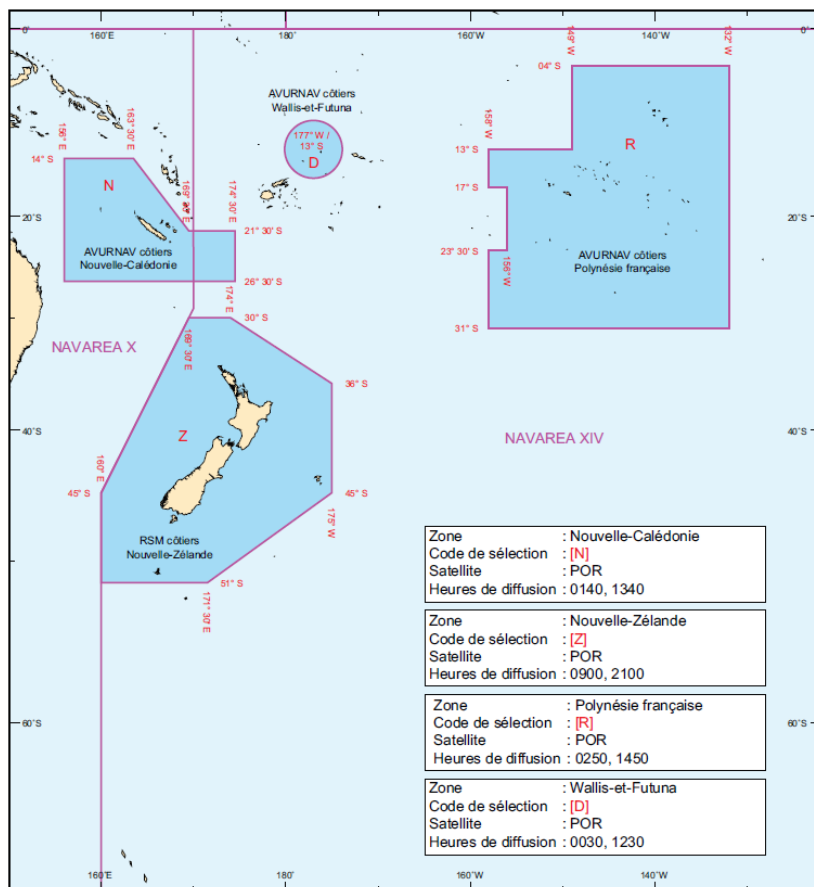 0°
160°E
180°
160°W
149° W
140°W
132° W
0°
04° S
AVURNAV côtiers
Wallis-et-Futuna
177° W /
13° S
D
156° E
163° 30' E
14° S
N
169° 30' E
174° 30' E
158° W
13° S
R
17° S
20°S
20°S
21° 30' S
AVURNAV côtiers
Nouvelle-Calédonie
23° 30' S
156° W
AVURNAV côtiers
Polynésie française
26° 30' S
174° E
30° S
31° S
NAVAREA X
169° 30' E
36° S
40°S
Z
NAVAREA XIV
40°S
160° E
45° S
45° S
175° W
RSM côtiers
Nouvelle-Zélande
51° S
171° 30' E
Zone : Nouvelle-Calédonie
Code de sélection : [N]
Satellite : POR
Heures de diffusion : 0140, 1340
Zone : Nouvelle-Zélande
Code de sélection : [Z]
Satellite : POR
Heures de diffusion : 0900, 2100
Zone : Polynésie française
Code de sélection : [R]
Satellite : POR
Heures de diffusion : 0250, 1450
60°S
60°S
Zone : Wallis-et-Futuna
Code de sélection : [D]
Satellite : POR
Heures de diffusion : 0030, 1230
160°E
180°
160°W
140°W